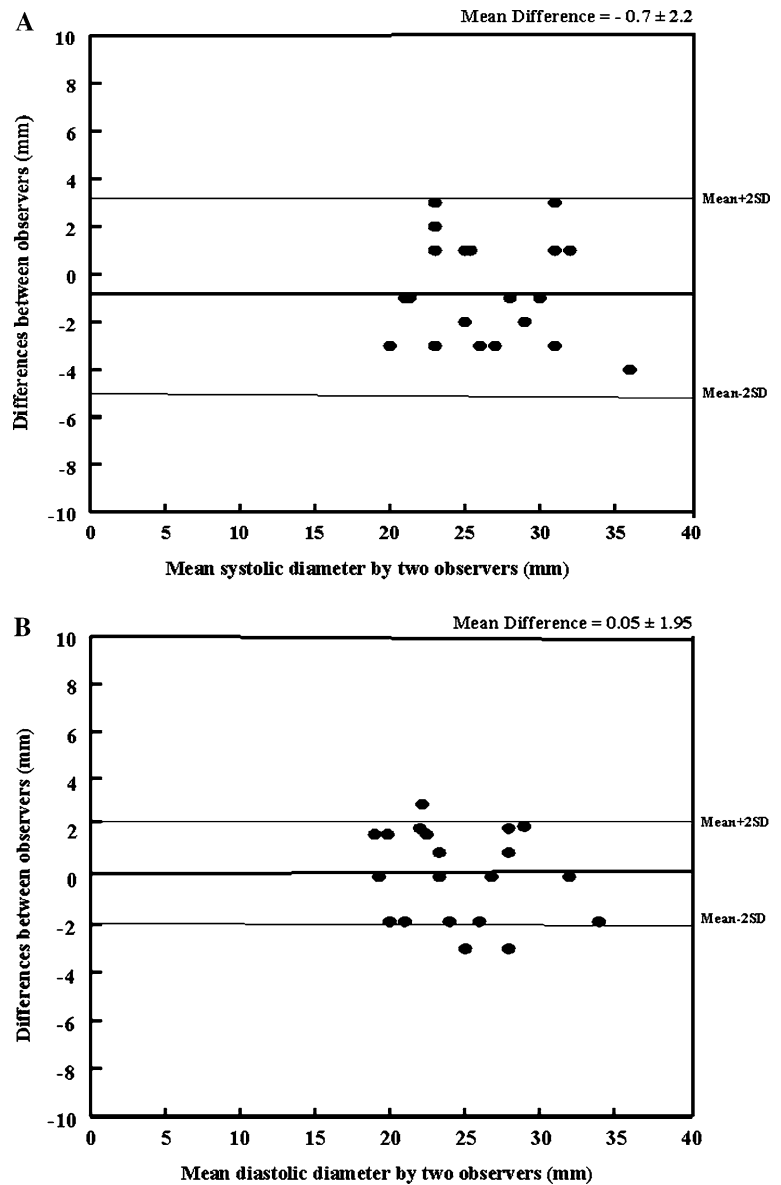 A
Mean Difference = - 0.7 ± 2.2
10
8
6
4
2
0
-2
-4
-6
-8
-10
Differences between observers (mm)
Mean+2SD
Mean-2SD
0 5 10 15 20 25 30 35 40
Mean systolic diameter by two observers (mm)
B
Mean Difference = 0.05 ± 1.95
10
8
6
4
2
0
-2
-4
-6
-8
-10
Differences between observers (mm)
Mean+2SD
Mean-2SD
0 5 10 15 20 25 30 35 40
Mean diastolic diameter by two observers (mm)